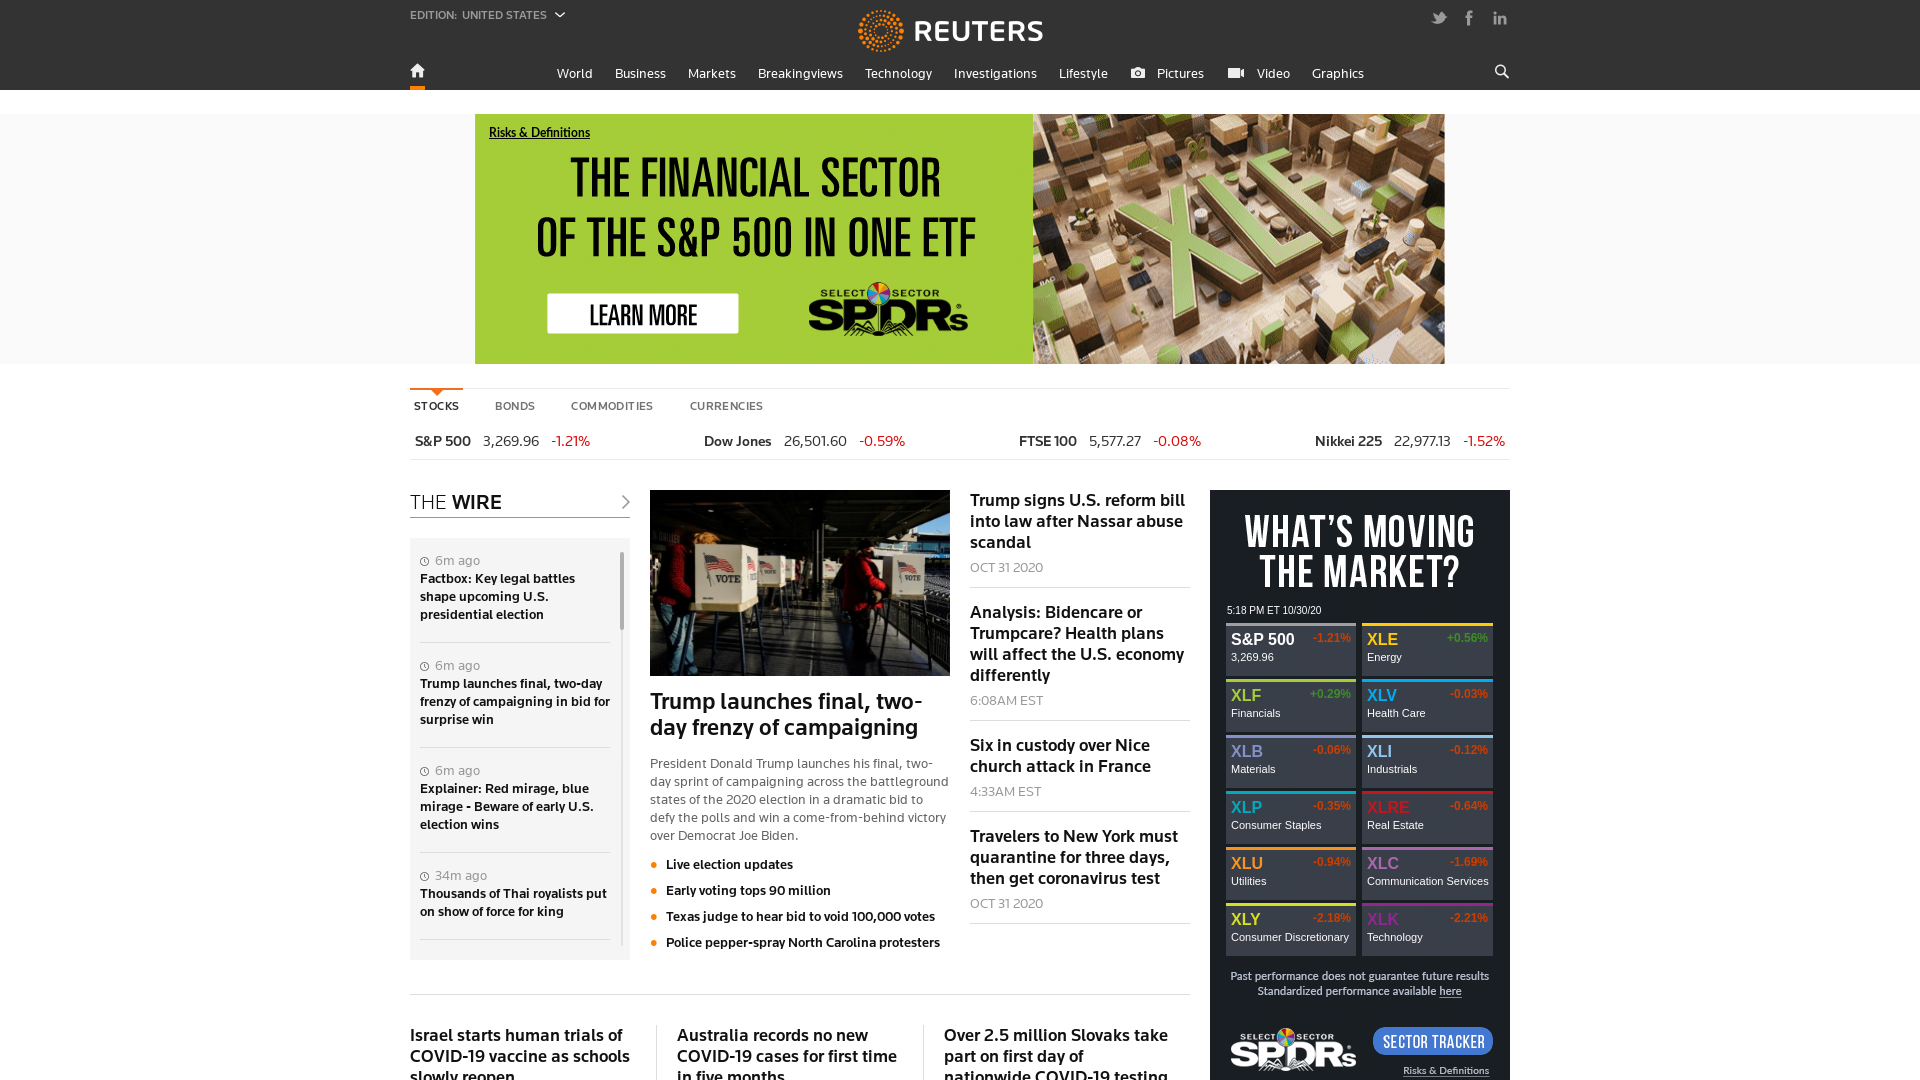 EDITION: UNITED STATES
REUTERS
World Business Markets Breakingviews Technology Investigations Lifestyle Pictures Video Graphics
Risks & Definitions
THE FINANCIAL SECTOR
OF THE S&P 500 IN ONE ETF
LEARN MORE
SELECT SECTOR
SPDRs
XLF
STOCKS BONDS COMMODITIES CURRENCIES
S&P 500 3,269.96 -1.21% Dow Jones 26,501.60 -0.59% FTSE 100 5,577.27 -0.08% Nikkei 225 22,977.13 -1.52%
THE WIRE
6m ago
Factbox: Key legal battles
shape upcoming U.S.
presidential election
6m ago
Trump launches final, two-day
frenzy of campaigning in bid for
surprise win
6m ago
Explainer: Red mirage, blue
mirage - Beware of early U.S.
election wins
34m ago
Thousands of Thai royalists put
on show of force for king
VOTE
VOTE
Trump launches final, two-
day frenzy of campaigning
President Donald Trump launches his final, two-
day sprint of campaigning across the battleground
states of the 2020 election in a dramatic bid to
defy the polls and win a come-from-behind victory
over Democrat Joe Biden.
Live election updates
Early voting tops 90 million
Texas judge to hear bid to void 100,000 votes
Police pepper-spray North Carolina protesters
Trump signs U.S. reform bill
into law after Nassar abuse
scandal
OCT 31 2020
Analysis: Bidencare or
Trumpcare? Health plans
will affect the U.S. economy
differently
6:08AM EST
Six in custody over Nice
church attack in France
4:33AM EST
Travelers to New York must
quarantine for three days,
then get coronavirus test
OCT 31 2020
WHAT'S MOVING
THE MARKET?
5:18 PM ET 10/30/20
S&P 500 -1.21%
3,269.96
XLE +0.56%
Energy
XLF +0.29%
Financials
XLV -0.03%
Health Care
XLB -0.06%
Materials
XLI -0.12%
Industrials
XLP -0.35%
Consumer Staples
XLRE -0.64%
Real Estate
XLU -0.94%
Utilities
XLC -1.69%
Communication Services
XLY -2.18%
Consumer Discretionary
XLK -2.21%
Technology
Past performance does not guarantee future results
Standardized performance available here
SELECT SECTOR
SPDRs
SECTOR TRACKER
Risks & Definitions
Israel starts human trials of
COVID-19 vaccine as schools
slowly reopen
Australia records no new
COVID-19 cases for first time
in five months
Over 2.5 million Slovaks take
part on first day of
nationwide COVID-19 testing